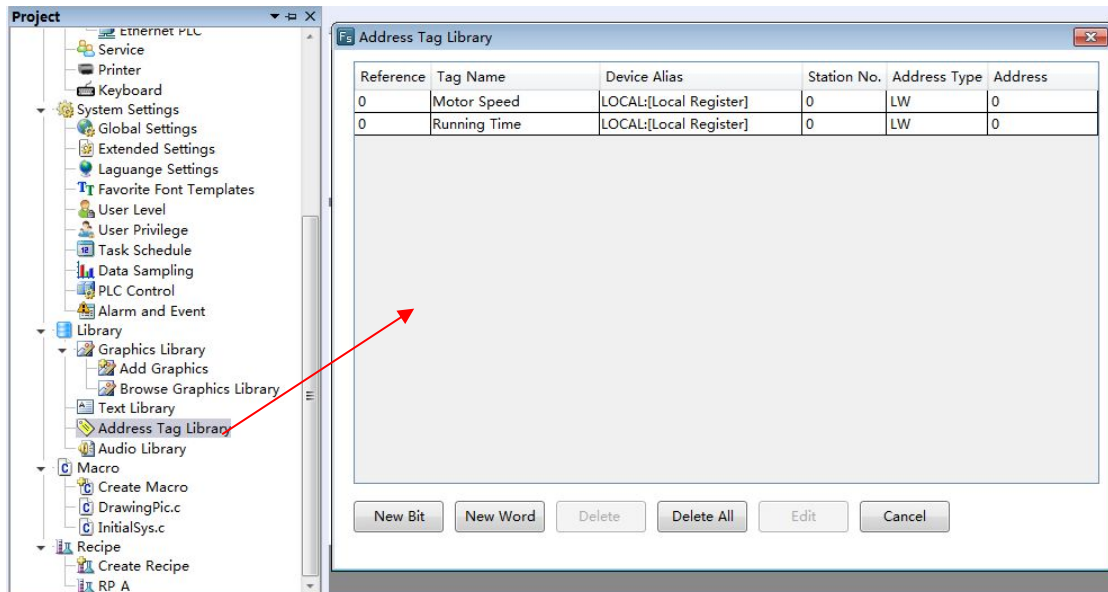 Project
Ethernet PLC
Service
Printer
Keyboard
System Settings
Global Settings
Extended Settings
Laguange Settings
Favorite Font Templates
User Level
User Privilege
Task Schedule
Data Sampling
PLC Control
Alarm and Event
Library
Graphics Library
Add Graphics
Browse Graphics Library
Text Library
Address Tag Library
Audio Library
Macro
Create Macro
DrawingPic.c
InitialSys.c
Recipe
Create Recipe
RP A
Address Tag Library
Reference Tag Name Device Alias Station No. Address Type Address
0 Motor Speed LOCAL:[Local Register] 0 LW 0
0 Running Time LOCAL:[Local Register] 0 LW 0
New Bit New Word Delete Delete All Edit Cancel